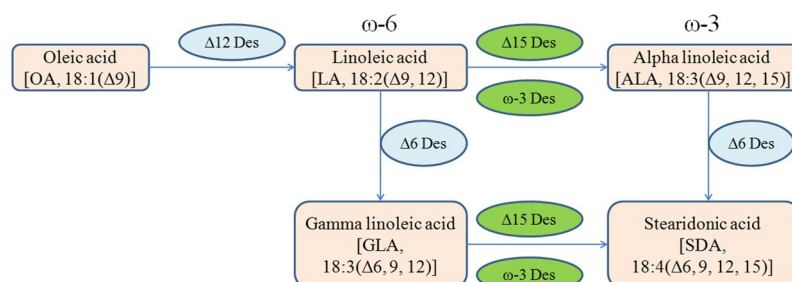 ω-6
ω-3
Oleic acid
[OA, 18:1(Δ9)]
Δ12 Des
Linoleic acid
[LA, 18:2(Δ9, 12)]
Δ15 Des
ω-3 Des
Alpha linoleic acid
[ALA, 18:3(Δ9, 12, 15)]
Δ6 Des
Δ6 Des
Gamma linoleic acid
[GLA,
18:3(Δ6, 9, 12)]
Δ15 Des
ω-3 Des
Stearidonic acid
[SDA,
18:4(Δ6, 9, 12, 15)]